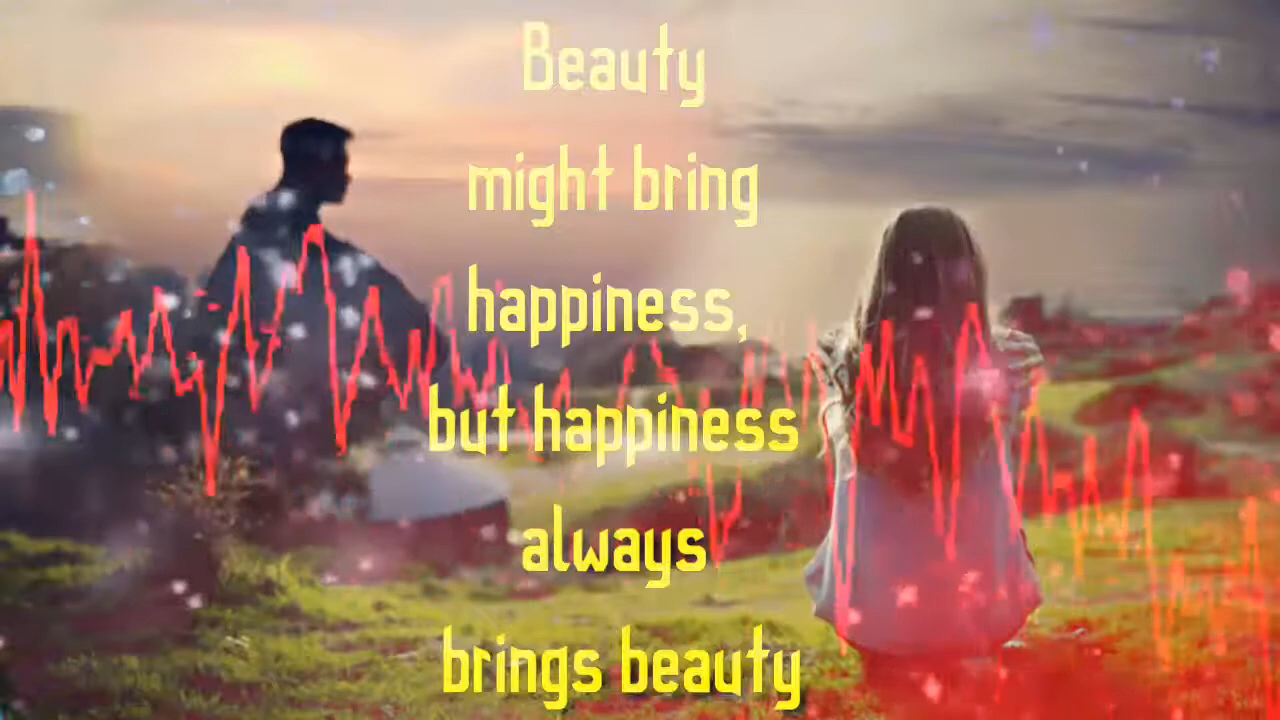 Beauty
might bring
happiness,
but happiness
always
brings beauty